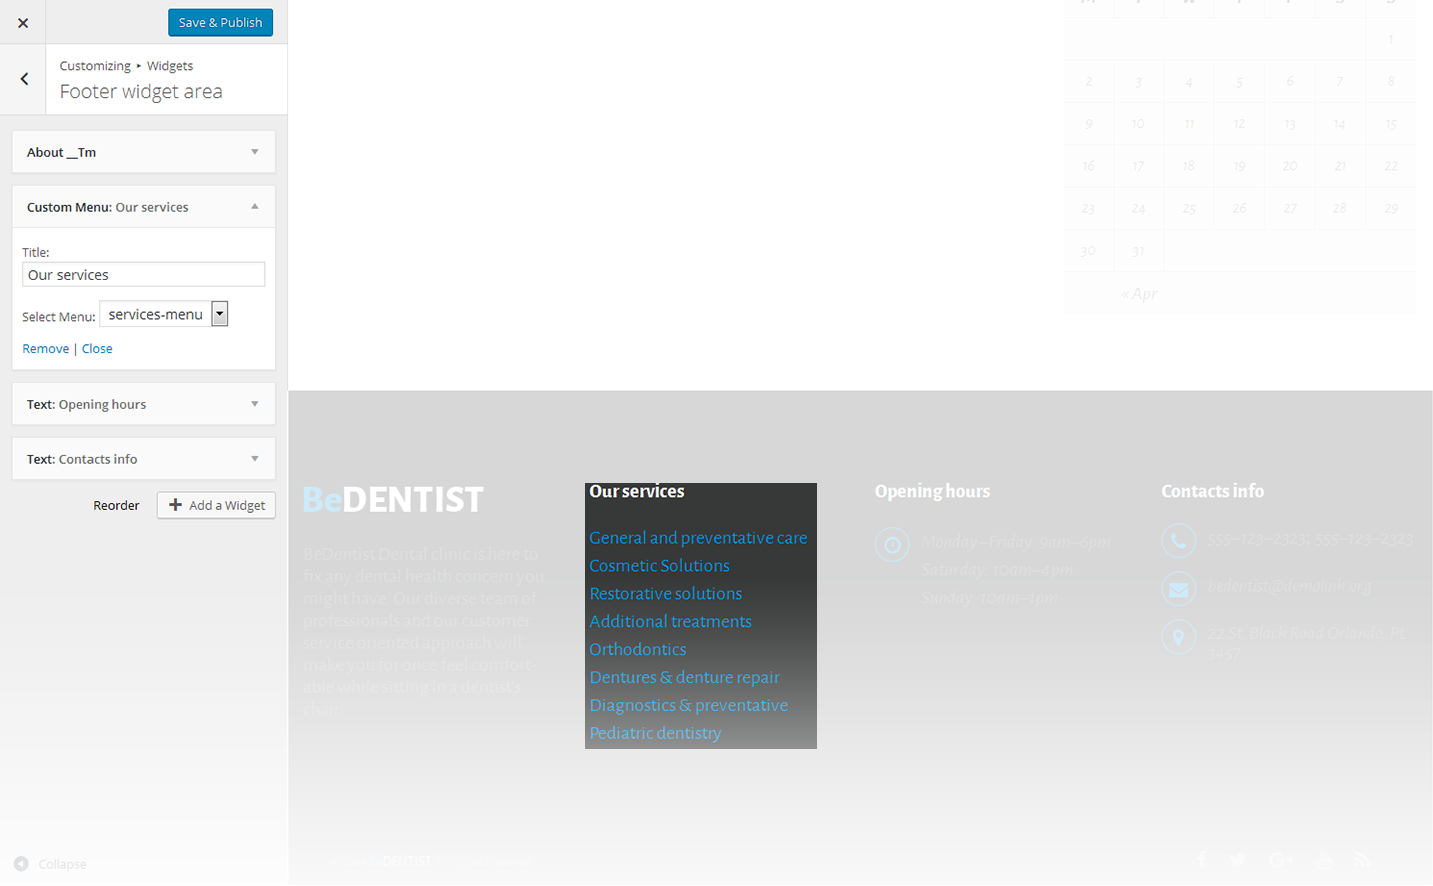 Save & Publish
Customizing ▸ Widgets
Footer widget area
About __Tm
Custom Menu: Our services
Title:
Our services
Select Menu: services-menu
Remove | Close
Text: Opening hours
Text: Contacts info
Reorder
Add a Widget
Collapse
1
2 3 4 5 6 7 8
9 10 11 12 13 14 15
16 17 18 19 20 21 22
23 24 25 26 27 28 29
30 31
« Apr
BeDENTIST
BeDentist Dental clinic is here to
fix any dental health concern you
might have. Our diverse team of
professionals and our customer
service oriented approach will
make you for once feel comfort-
able while sitting in a dentist's
chair.
Our services
General and preventative care
Cosmetic Solutions
Restorative solutions
Additional treatments
Orthodontics
Dentures & denture repair
Diagnostics & preventative
Pediatric dentistry
Opening hours
Monday–Friday: 9am–6pm
Saturday: 10am–4pm
Sunday: 10am–1pm
Contacts info
555-123-2323; 555-123-2323
bedentist@demolink.org
22 St. Black Road Orlando, FL
3457
DENTIST